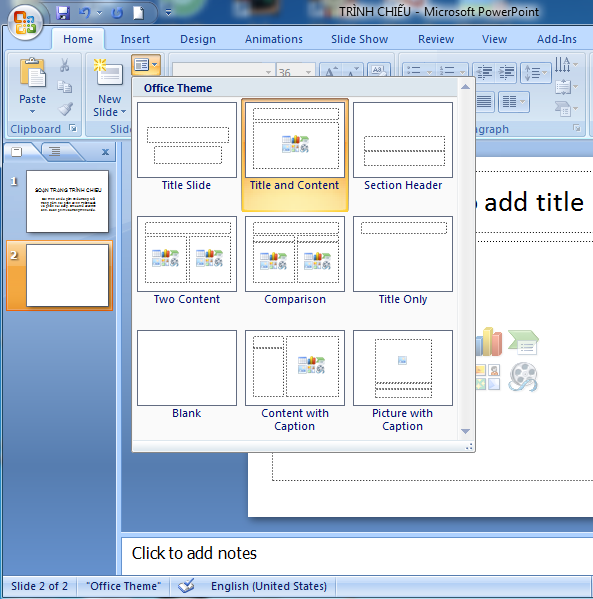 TRÌNH CHIẾU - Microsoft PowerPoint
Home Insert Design Animations Slide Show Review View Add-Ins
Paste
New
Slide
36
Clipboard
Slid
agraph
Office Theme
Title Slide Title and Content Section Header
Two Content Comparison Title Only
Blank Content with Caption Picture with Caption
1
SOẠN TRANG TRÌNH CHIẾU
2
o add title
Click to add notes
Slide 2 of 2 "Office Theme" English (United States)